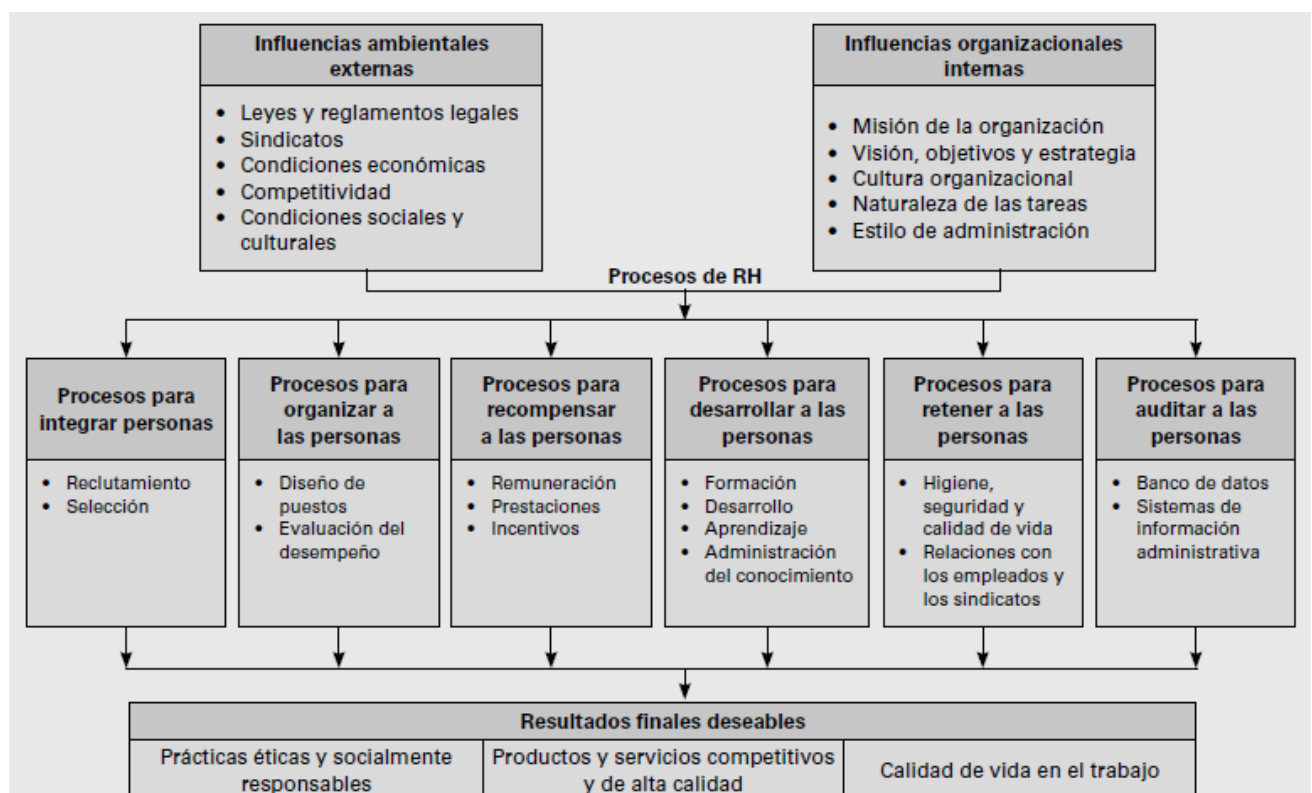 Influencias ambientales
externas
• Leyes y reglamentos legales
• Sindicatos
• Condiciones económicas
• Competitividad
• Condiciones sociales y
culturales
Influencias organizacionales
internas
• Misión de la organización
• Visión, objetivos y estrategia
• Cultura organizacional
• Naturaleza de las tareas
• Estilo de administración
Procesos de RH
Procesos para
integrar personas
• Reclutamiento
• Selección
Procesos para
organizar a
las personas
• Diseño de
puestos
• Evaluación del
desempeño
Procesos para
recompensar
a las personas
• Remuneración
• Prestaciones
• Incentivos
Procesos para
desarrollar a las
personas
• Formación
• Desarrollo
• Aprendizaje
• Administración
del conocimiento
Procesos para
retener a las
personas
• Higiene,
seguridad y
calidad de vida
• Relaciones con
los empleados y
los sindicatos
Procesos para
auditar a las
personas
• Banco de datos
• Sistemas de
información
administrativa
Resultados finales deseables
Prácticas éticas y socialmente
responsables
Productos y servicios competitivos
y de alta calidad
Calidad de vida en el trabajo